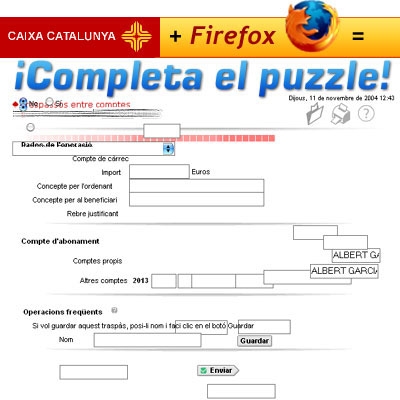 CAIXA CATALUNYA + Firefox =
¡Completa el puzzle!
Dijous, 11 de novembre de 2004 12:43
No Sí
Traspassos entre comptes
Dades de l'operació
Compte de càrrec
Import Euros
Concepte per l'ordenant
Concepte per al beneficiari
Rebre justificant
Compte d'abonament
ALBERT GA
Comptes propis
ALBERT GARCIA
Altres comptes 2013
Operacions freqüents
Si vol guardar aquest traspàs, posi-li nom i faci clic en el botó Guardar
Nom Guardar
Enviar